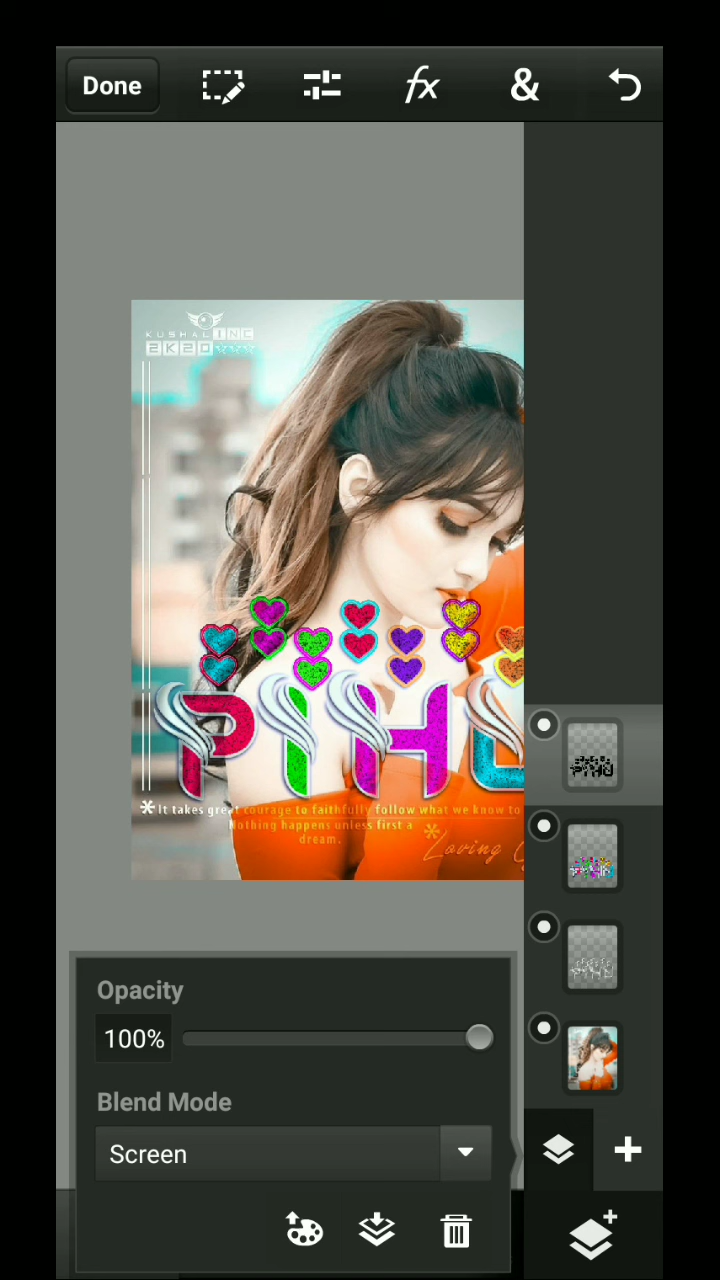 Done fx &
KUSHAL INC
2K20
PIHU
*It takes great courage to faithfully follow what we know to
Nothing happens unless first a
dream.
Loving
Opacity
100%
Blend Mode
Screen